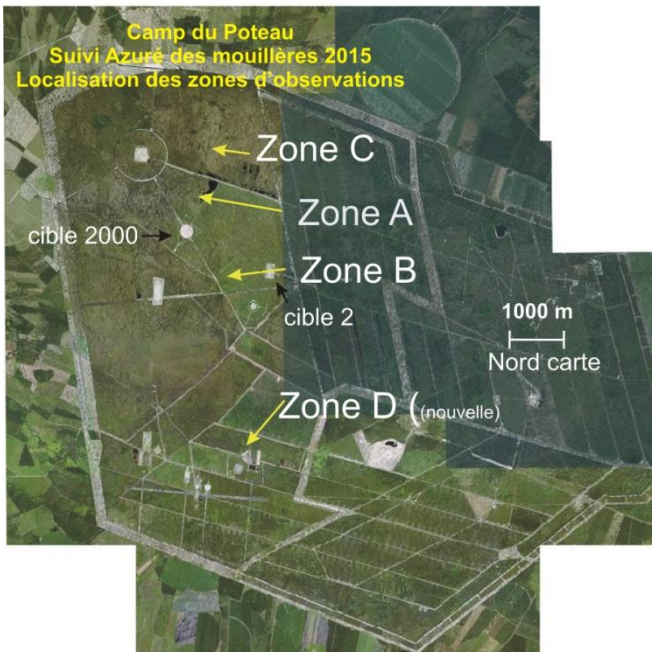 Camp du Poteau
Suivi Azuré des mouillères 2015
Localisation des zones d'observations
Zone C
Zone A
cible 2000
Zone B
cible 2
1000 m
Nord carte
Zone D ((nouvelle)